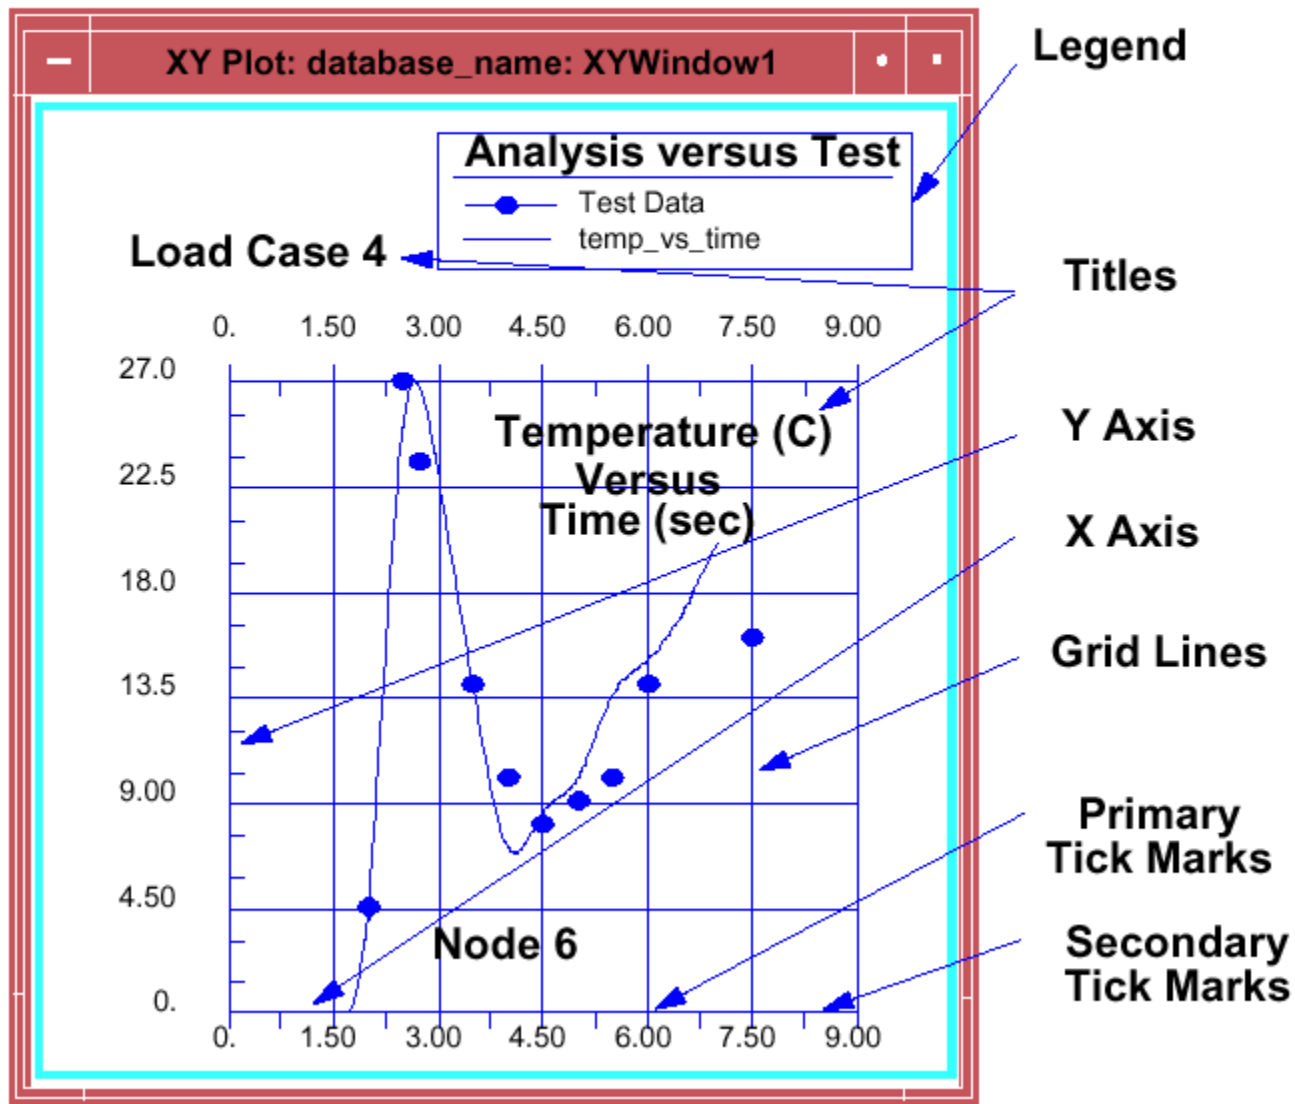 XY Plot: database_name: XYWindow1
Legend
Analysis versus Test
Test Data
temp_vs_time
Load Case 4
Titles
0. 1.50 3.00 4.50 6.00 7.50 9.00
27.0
Temperature (C)
Versus
Time (sec)
Y Axis
22.5
X Axis
18.0
Grid Lines
13.5
9.00
Primary
Tick Marks
4.50
Node 6
Secondary
Tick Marks
0.
0. 1.50 3.00 4.50 6.00 7.50 9.00